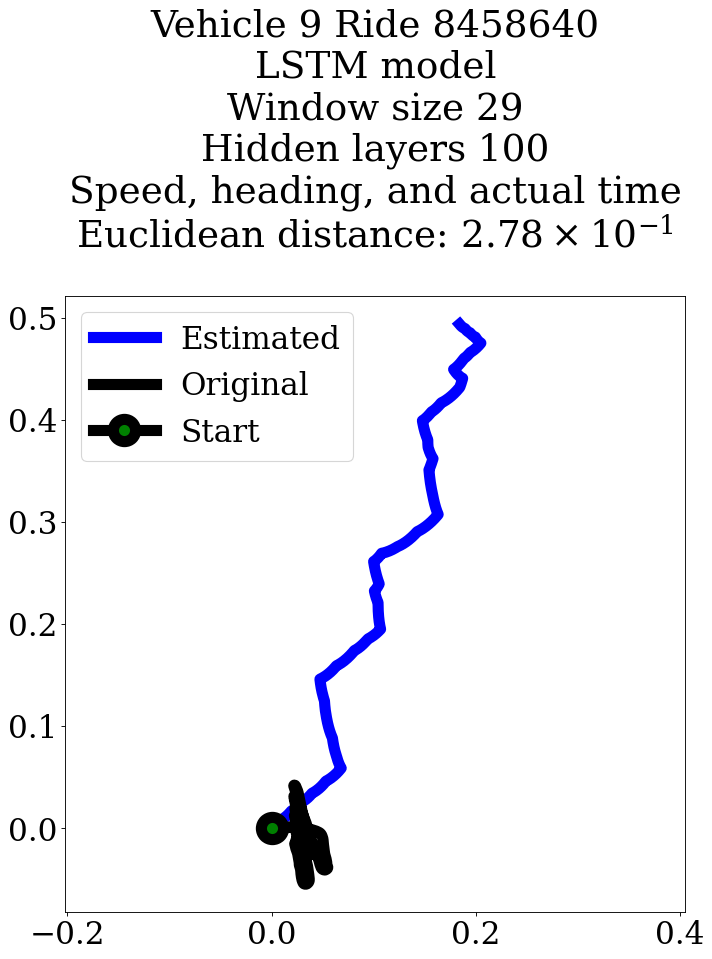 Vehicle 9 Ride 8458640
LSTM model
Window size 29
Hidden layers 100
Speed, heading, and actual time
Euclidean distance: 2.78 × 10⁻¹
Estimated
Original
Start
0.5
0.4
0.3
0.2
0.1
0.0
−0.2
0.0
0.2
0.4